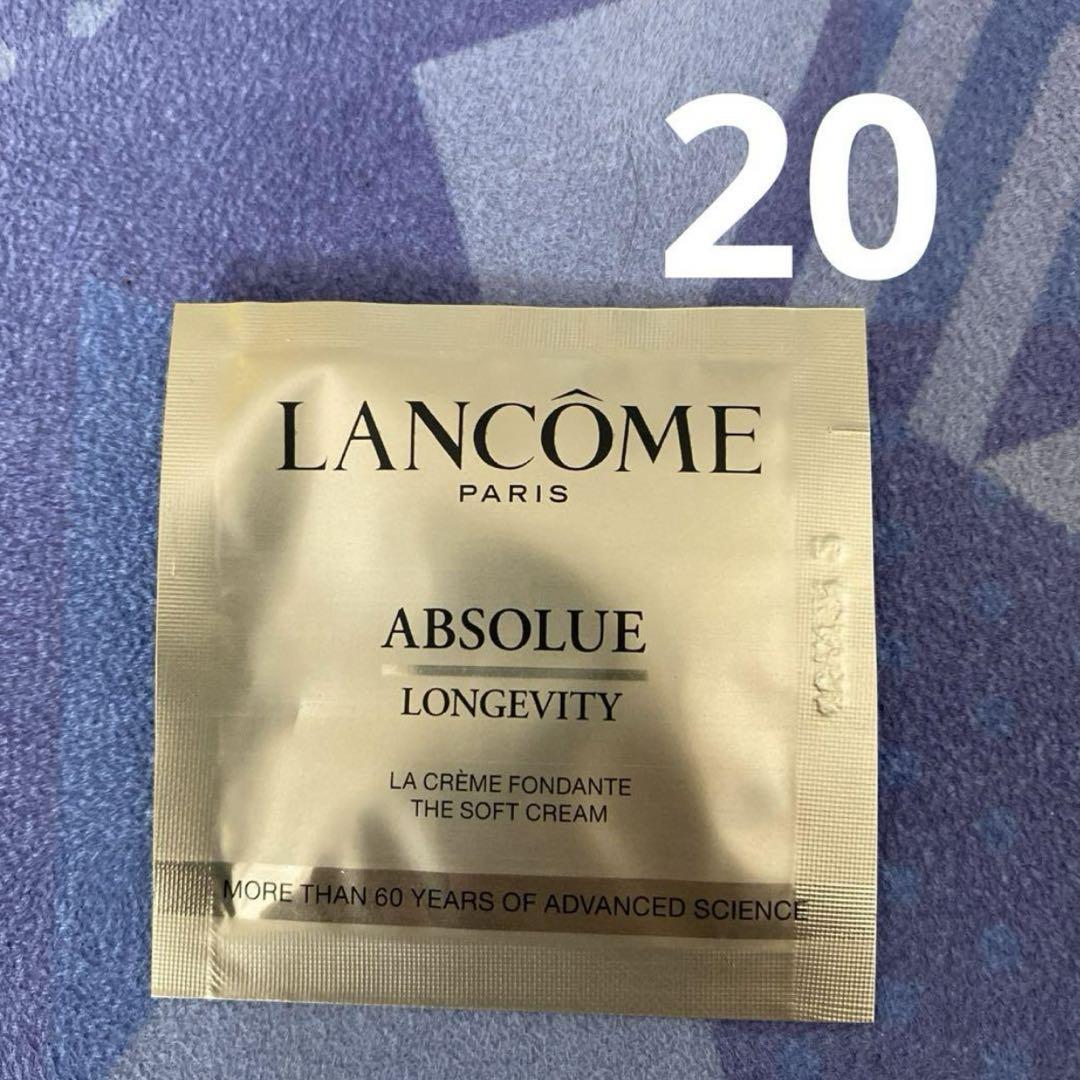 20
LANCÔME
PARIS
ABSOLUE
LONGEVITY
LA CRÈME FONDANTE
THE SOFT CREAM
MORE THAN 60 YEARS OF ADVANCED SCIENCE